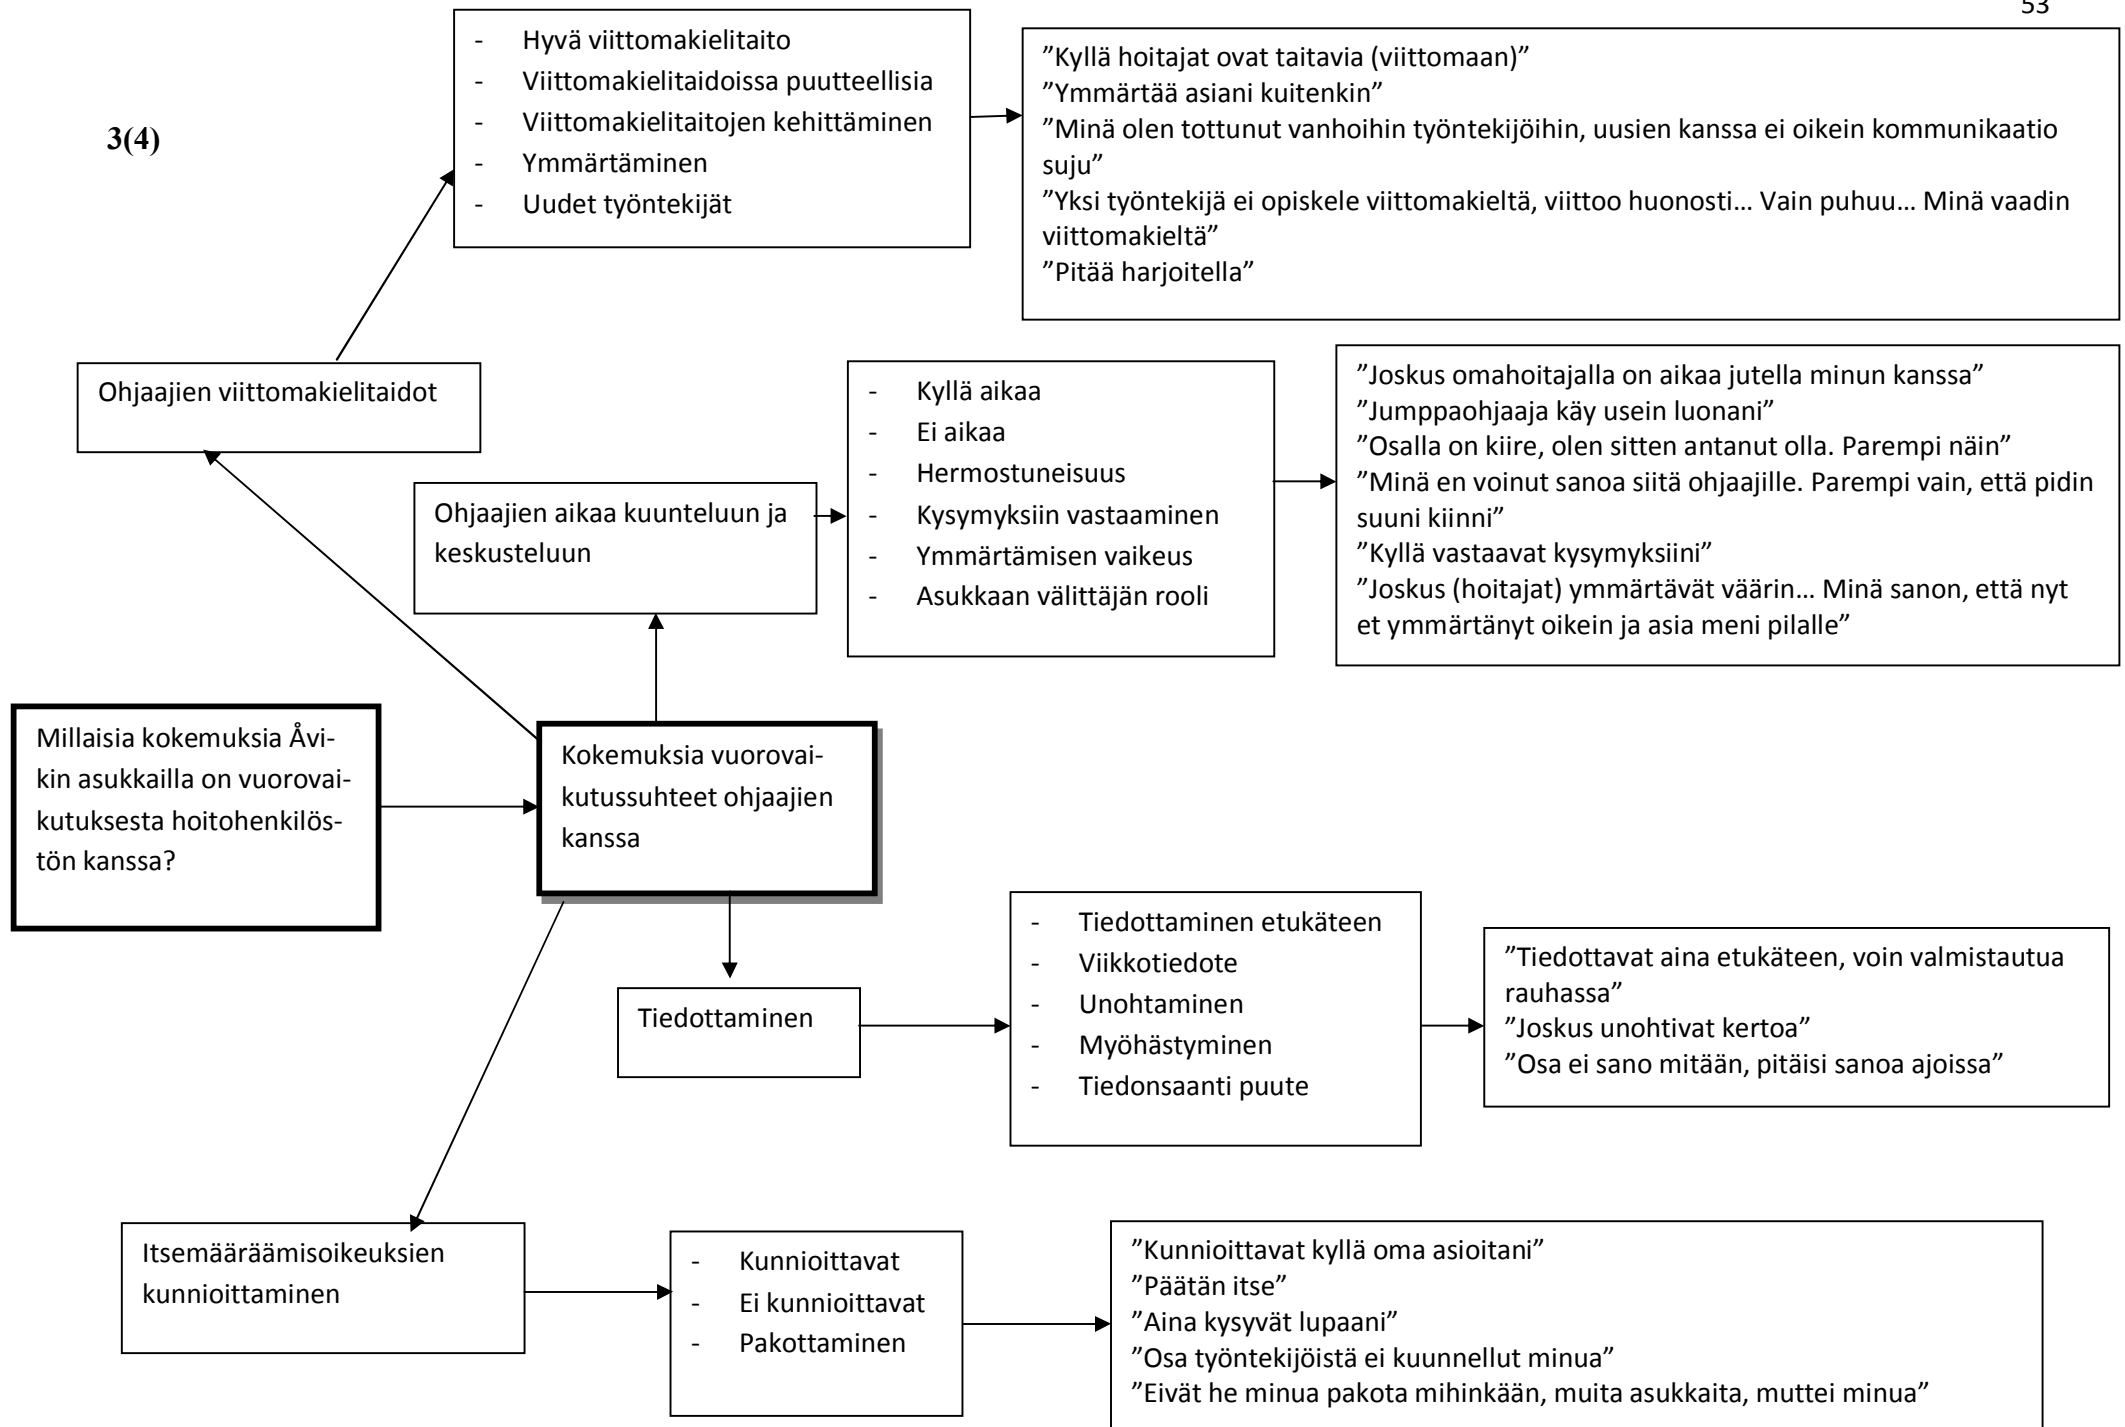 53
3(4)
- Hyvä viittomakielitaito
- Viittomakielitaidoissa puutteellisia
- Viittomakielitaitojen kehittäminen
- Ymmärtäminen
- Uudet työntekijät
”Kyllä hoitajat ovat taitavia (viittomaan)”
”Ymmärtää asiani kuitenkin”
”Minä olen tottunut vanhoihin työntekijöihin, uusien kanssa ei oikein kommunikaatio
suju”
”Yksi työntekijä ei opiskele viittomakieltä, viittoo huonosti… Vain puhuu… Minä vaadin
viittomakieltä”
”Pitää harjoitella”
Ohjaajien viittomakielitaidot
Ohjaajien aikaa kuunteluun ja
keskusteluun
- Kyllä aikaa
- Ei aikaa
- Hermostuneisuus
- Kysymyksiin vastaaminen
- Ymmärtämisen vaikeus
- Asukkaan välittäjän rooli
”Joskus omahoitajalla on aikaa jutella minun kanssa”
”Jumppaohjaaja käy usein luonani”
”Osalla on kiire, olen sitten antanut olla. Parempi näin”
”Minä en voinut sanoa siitä ohjaajille. Parempi vain, että pidin
suuni kiinni”
”Kyllä vastaavat kysymyksiini”
”Joskus (hoitajat) ymmärtävät väärin… Minä sanon, että nyt
et ymmärtänyt oikein ja asia meni pilalle”
Millaisia kokemuksia Åvi-
kin asukkailla on vuorovai-
kutuksesta hoitohenkilös-
tön kanssa?
Kokemuksia vuorovai-
kutussuhteet ohjaajien
kanssa
Tiedottaminen
- Tiedottaminen etukäteen
- Viikkotiedote
- Unohtaminen
- Myöhästyminen
- Tiedonsaanti puute
”Tiedottavat aina etukäteen, voin valmistautua
rauhassa”
”Joskus unohtivat kertoa”
”Osa ei sano mitään, pitäisi sanoa ajoissa”
Itsemääräämisoikeuksien
kunnioittaminen
- Kunnioittavat
- Ei kunnioittavat
- Pakottaminen
”Kunnioittavat kyllä oma asioitani”
”Päätän itse”
”Aina kysyvät lupaani”
”Osa työntekijöistä ei kuunnellut minua”
”Eivät he minua pakota mihinkään, muita asukkaita, muttei minua”